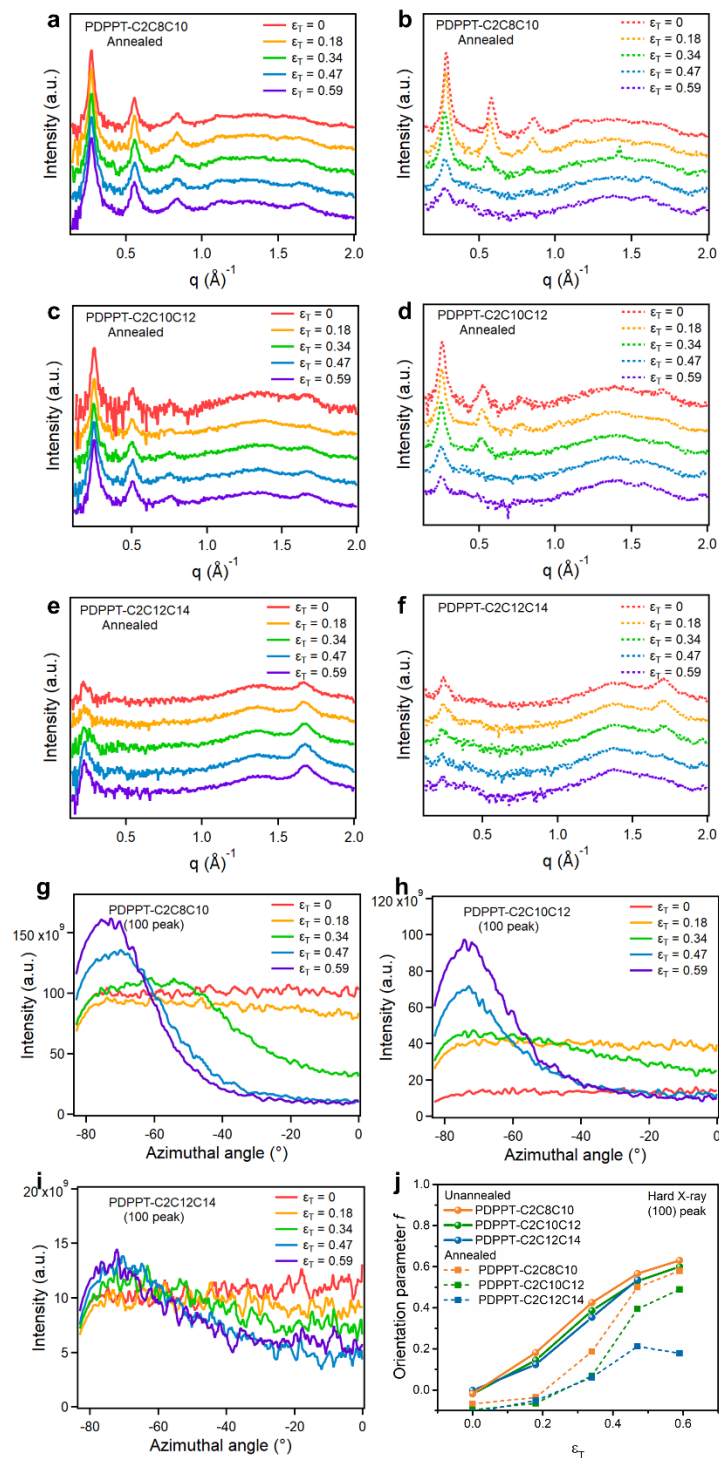 a
PDPPT-C2C8C10
Annealed
εT = 0
εT = 0.18
εT = 0.34
εT = 0.47
εT = 0.59
Intensity (a.u.)
0.5 1.0 1.5 2.0
q (Å)-1
b
PDPPT-C2C8C10
Annealed
εT = 0
εT = 0.18
εT = 0.34
εT = 0.47
εT = 0.59
Intensity (a.u.)
0.5 1.0 1.5 2.0
q (Å)-1
c
PDPPT-C2C10C12
Annealed
εT = 0
εT = 0.18
εT = 0.34
εT = 0.47
εT = 0.59
Intensity (a.u.)
0.5 1.0 1.5 2.0
q (Å)-1
d
PDPPT-C2C10C12
Annealed
εT = 0
εT = 0.18
εT = 0.34
εT = 0.47
εT = 0.59
Intensity (a.u.)
0.5 1.0 1.5 2.0
q (Å)-1
e
PDPPT-C2C12C14
Annealed
εT = 0
εT = 0.18
εT = 0.34
εT = 0.47
εT = 0.59
Intensity (a.u.)
0.5 1.0 1.5 2.0
q (Å)-1
f
PDPPT-C2C12C14
εT = 0
εT = 0.18
εT = 0.34
εT = 0.47
εT = 0.59
Intensity (a.u.)
0.5 1.0 1.5 2.0
q (Å)-1
g
PDPPT-C2C8C10
(100 peak)
εT = 0
εT = 0.18
εT = 0.34
εT = 0.47
εT = 0.59
Intensity (a.u.)
150 x10^9
100
50
0
-80 -60 -40 -20 0
Azimuthal angle (°)
h
PDPPT-C2C10C12
(100 peak)
εT = 0
εT = 0.18
εT = 0.34
εT = 0.47
εT = 0.59
Intensity (a.u.)
120 x10^9
100
80
60
40
20
0
-80 -60 -40 -20 0
Azimuthal angle (°)
i
PDPPT-C2C12C14
(100 peak)
εT = 0
εT = 0.18
εT = 0.34
εT = 0.47
εT = 0.59
Intensity (a.u.)
20 x10^9
15
10
5
0
-80 -60 -40 -20 0
Azimuthal angle (°)
j
Unannealed
PDPPT-C2C8C10
PDPPT-C2C10C12
PDPPT-C2C12C14
Annealed
PDPPT-C2C8C10
PDPPT-C2C10C12
PDPPT-C2C12C14
Hard X-ray
(100) peak
Orientation parameter f
1.0
0.8
0.6
0.4
0.2
0.0
0.0 0.2 0.4 0.6
εT